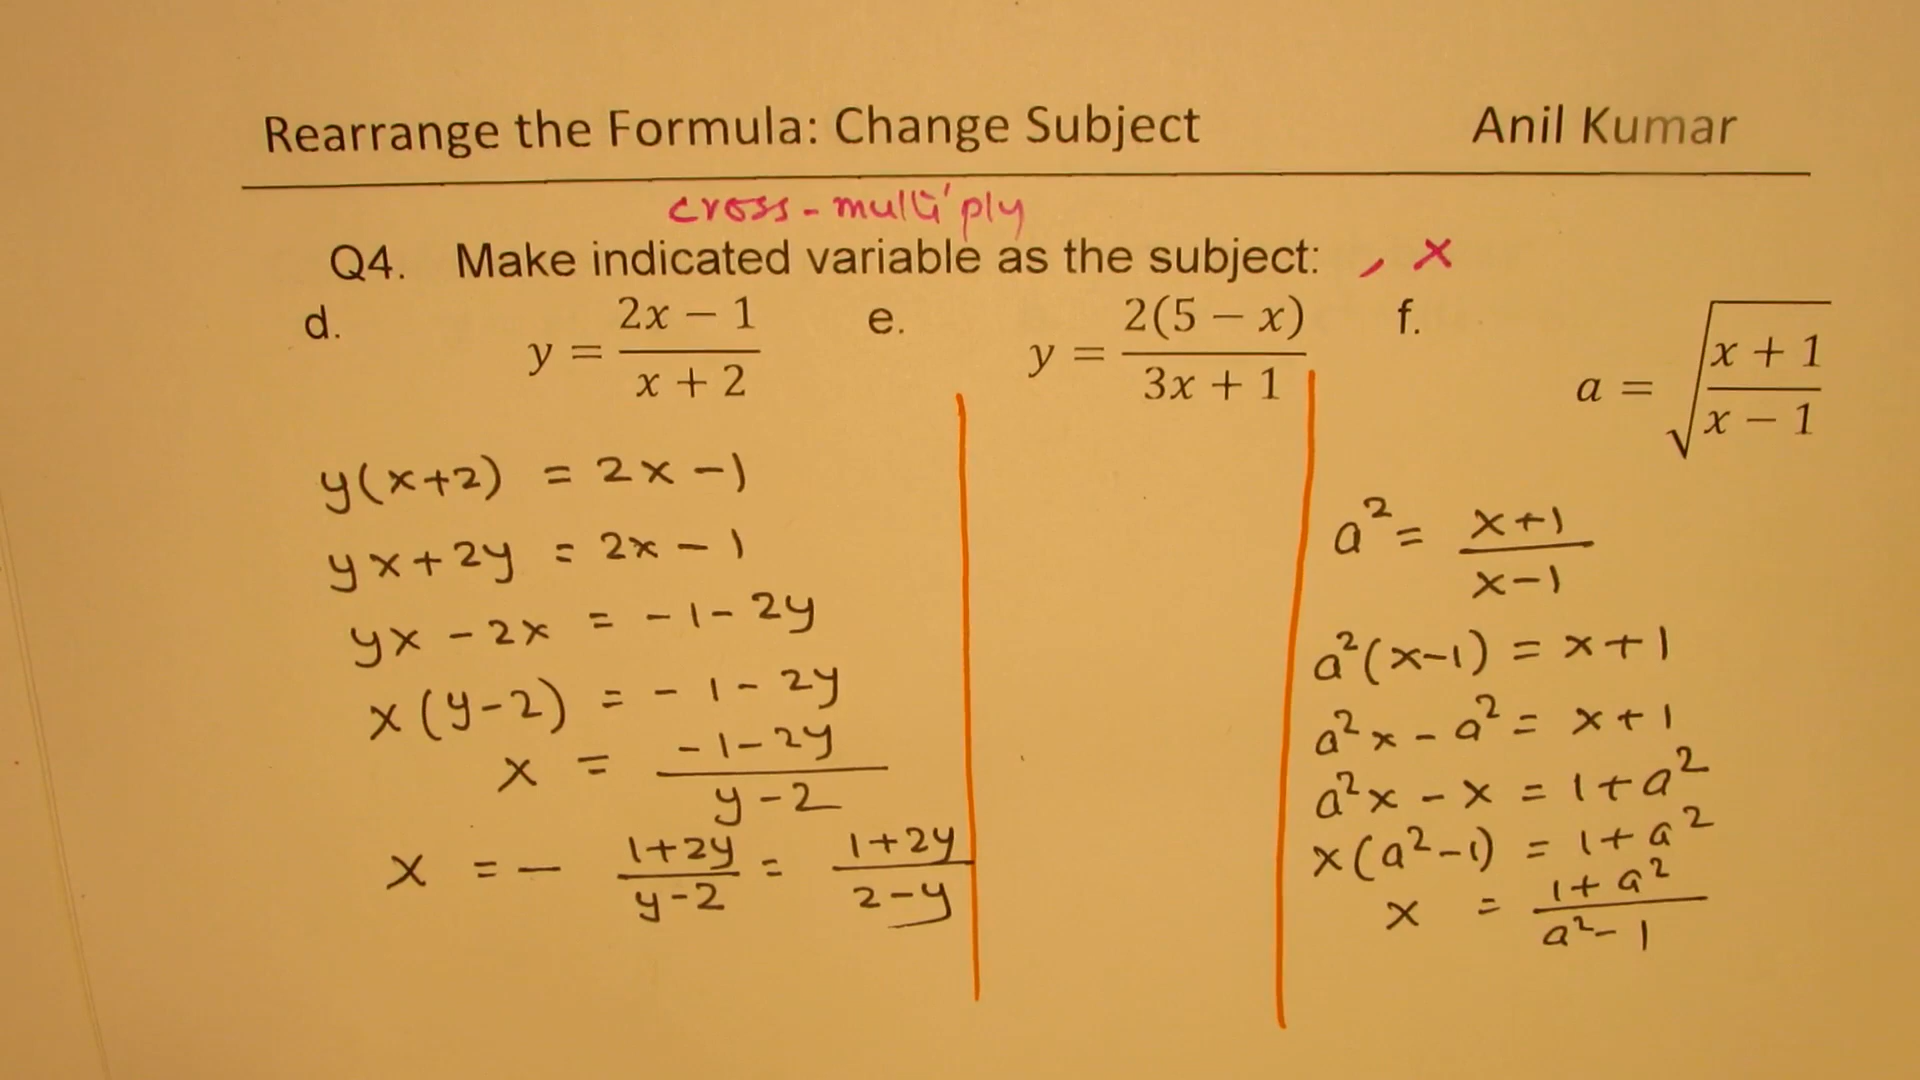 Rearrange the Formula: Change Subject Anil Kumar
cross-multiply
Q4. Make indicated variable as the subject: , x
d. y = (2x − 1)/(x + 2)
e. y = 2(5 − x)/(3x + 1)
f. a = √((x + 1)/(x − 1))
y(x+2) = 2x −1
yx+2y = 2x − 1
yx − 2x = −1− 2y
x(y−2) = −1− 2y
x = (−1−2y)/(y−2)
x = − (1+2y)/(y−2) = (1+2y)/(2−y)
a² = (x+1)/(x−1)
a²(x−1) = x+1
a²x − a² = x+1
a²x − x = 1+a²
x(a²−1) = 1+a²
x = (1+a²)/(a²−1)